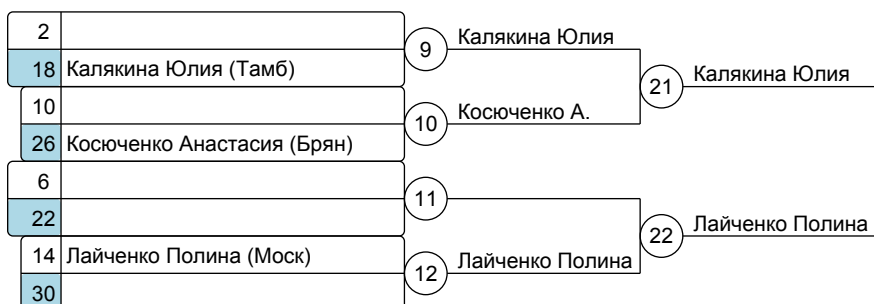 2
18 Калякина Юлия (Тамб)
9 Калякина Юлия
10
26 Косюченко Анастасия (Брян)
10 Косюченко А.
21 Калякина Юлия
6
22
11
14 Лайченко Полина (Моск)
30
12 Лайченко Полина
22 Лайченко Полина